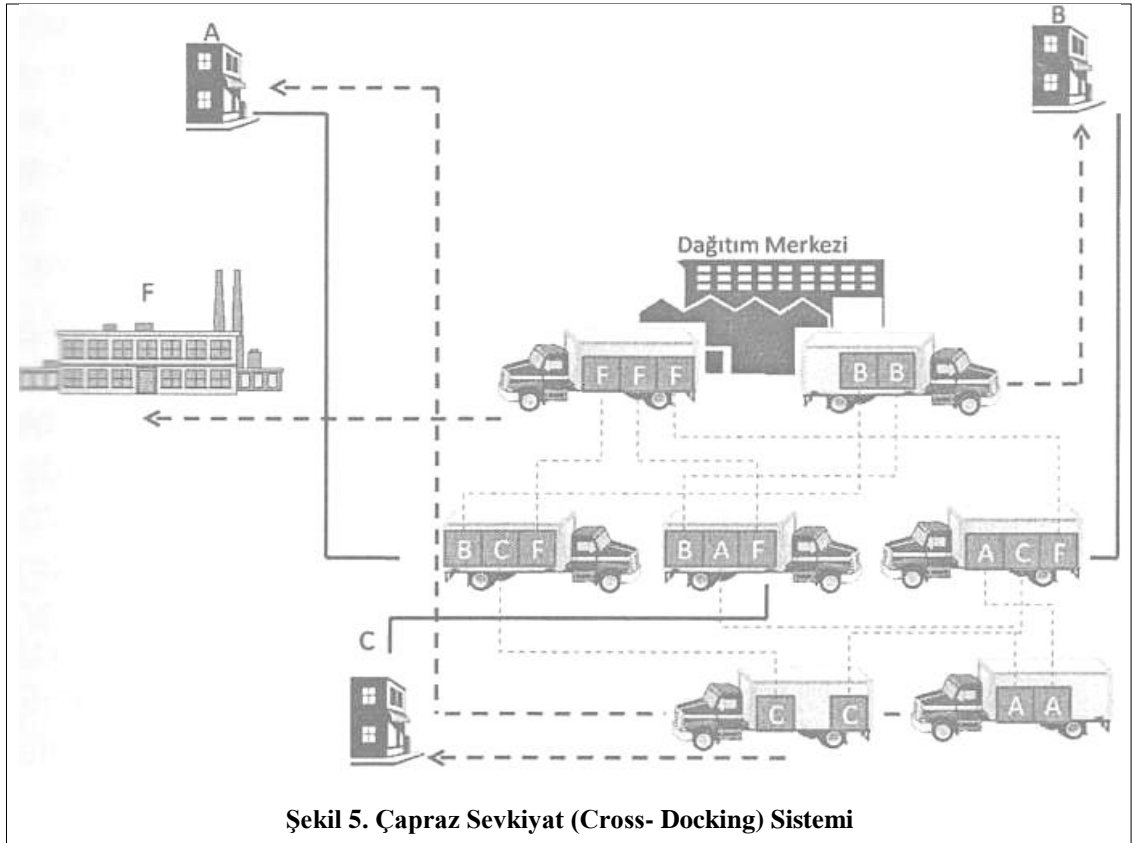 A
B
Dağıtım Merkezi
F
F F F
B B
B C F
B A F
A C F
C
C C
A A
Şekil 5. Çapraz Sevkiyat (Cross- Docking) Sistemi